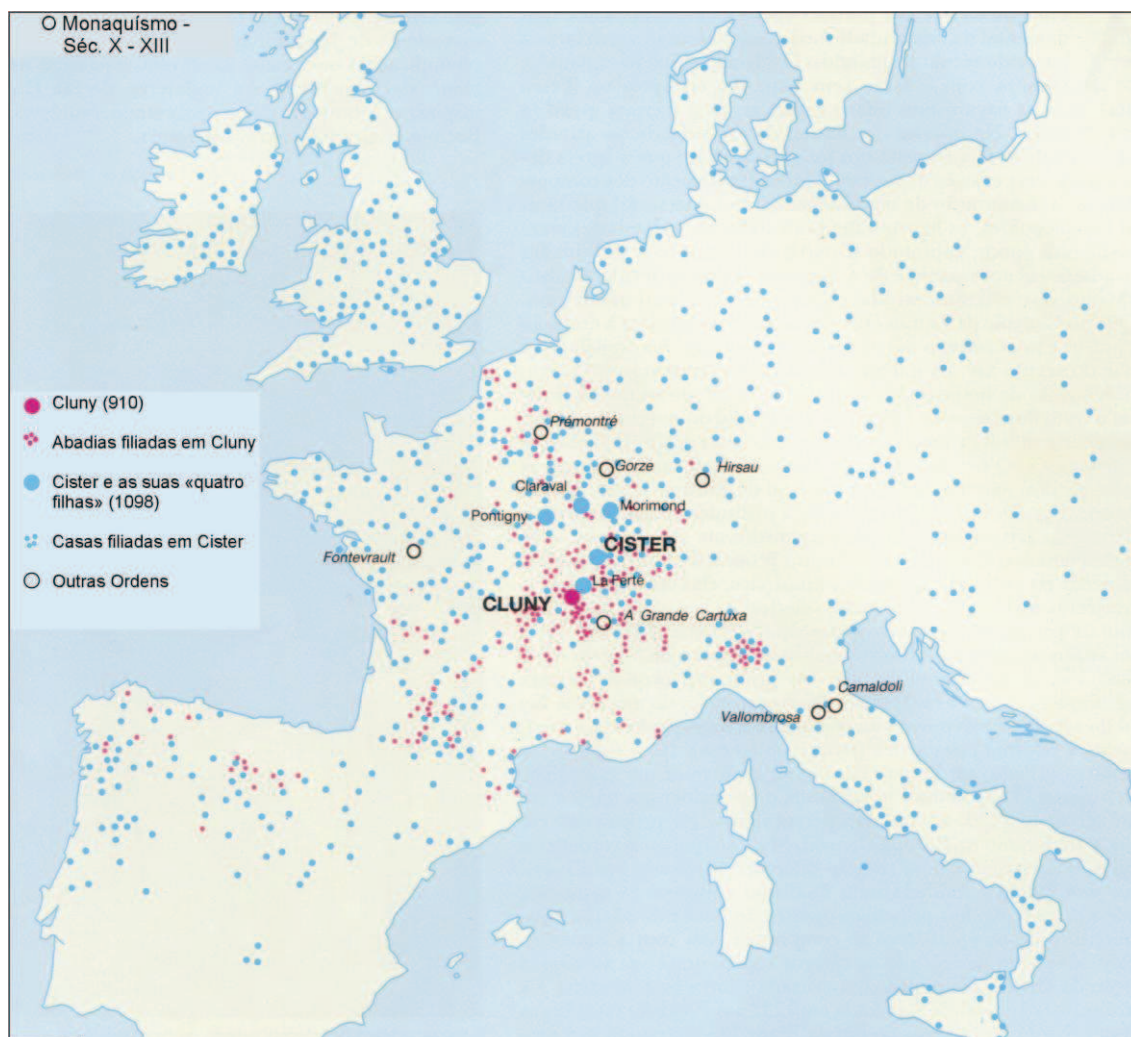 O Monaquísmo -
Séc. X - XIII
Cluny (910)
Abadias filiadas em Cluny
Cister e as suas «quatro
filhas» (1098)
Casas filiadas em Cister
Outras Ordens
Prémontré
Gorze
Hirsau
Claraval
Morimond
Pontigny
CISTER
Fontevrault
La Ferté
CLUNY
A Grande Cartuxa
Camaldoli
Vallombrosa